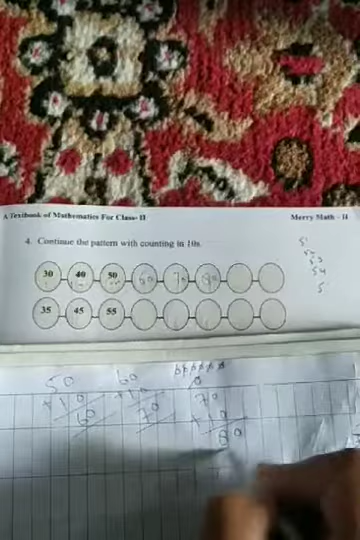 A Textbook of Mathematics For Class- II
Merry Math - II
4. Continue the pattern with counting in 10s.
30 40 50 60 70 80
35 45 55
50 60 70
+10 +10 +10
60 70 80